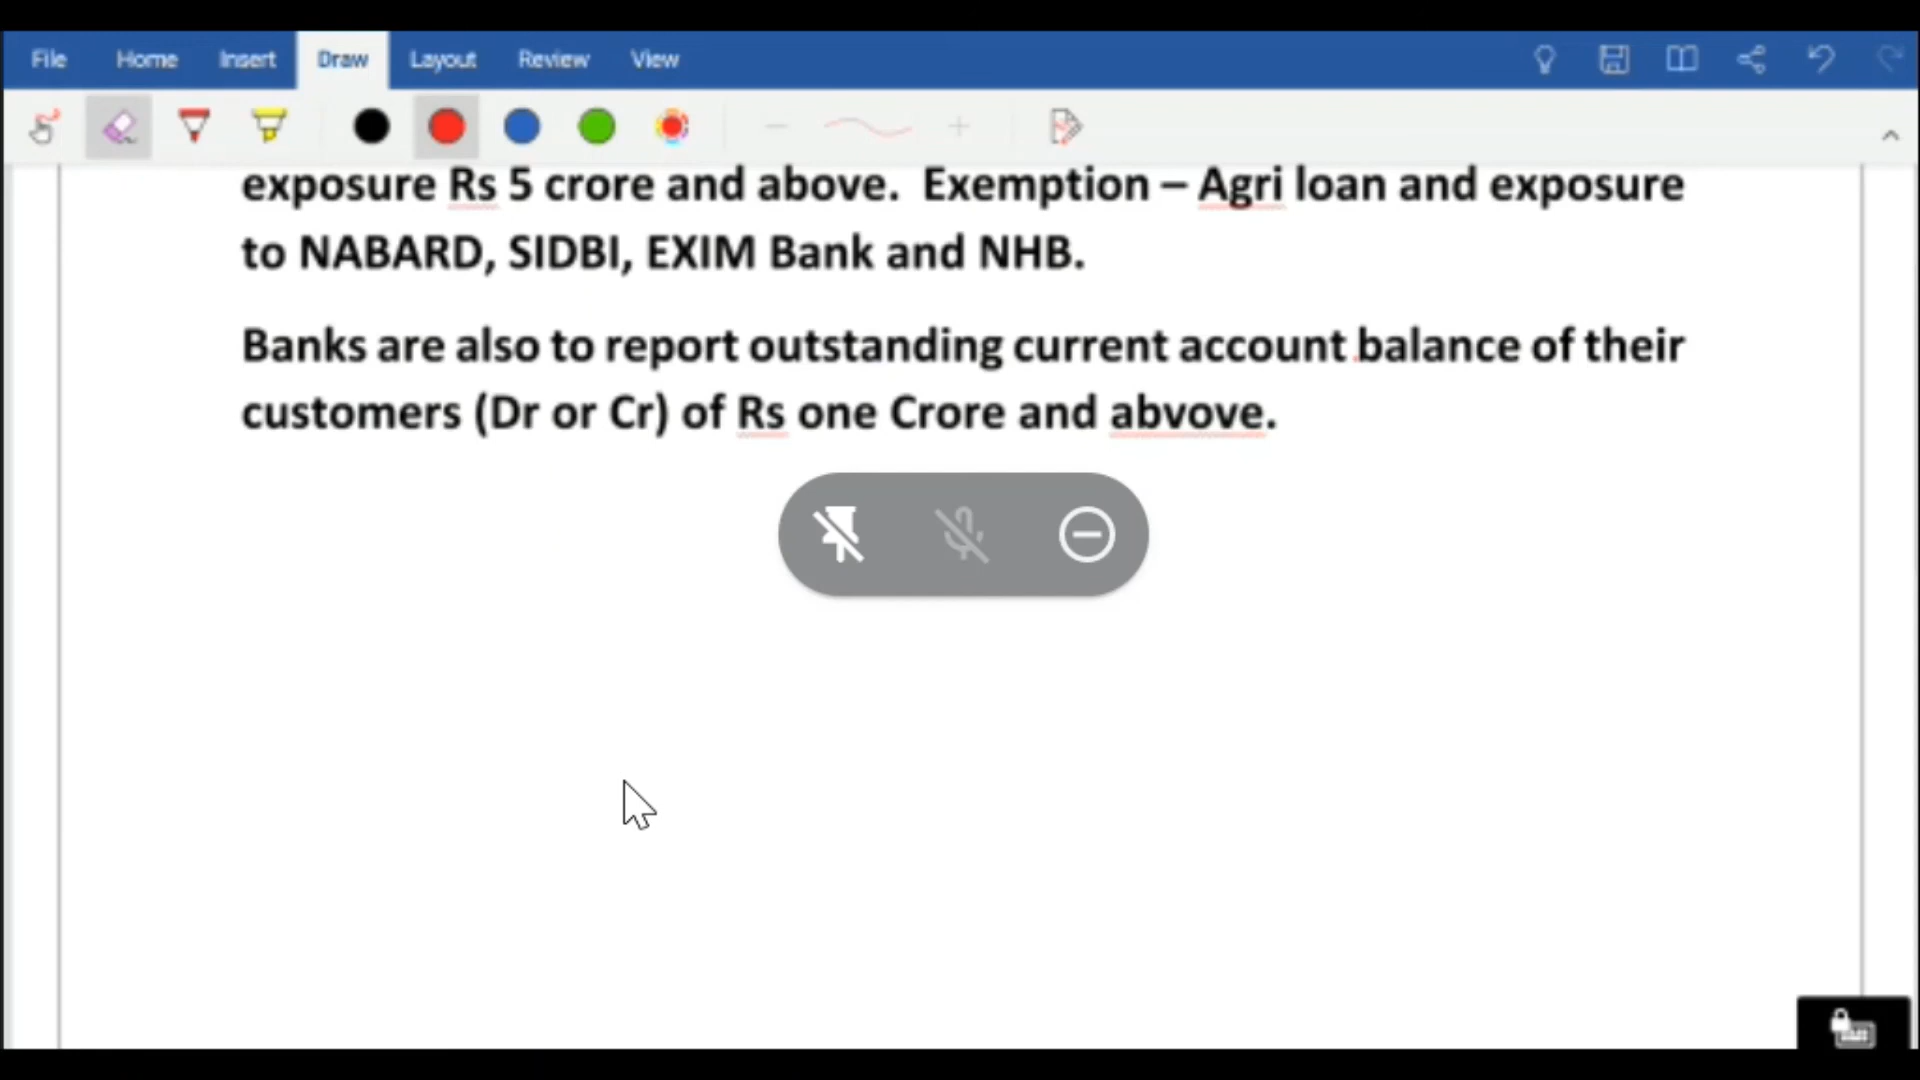 File Home Insert Draw Layout Review View
exposure Rs 5 crore and above. Exemption – Agri loan and exposure
to NABARD, SIDBI, EXIM Bank and NHB.
Banks are also to report outstanding current account balance of their
customers (Dr or Cr) of Rs one Crore and abvove.